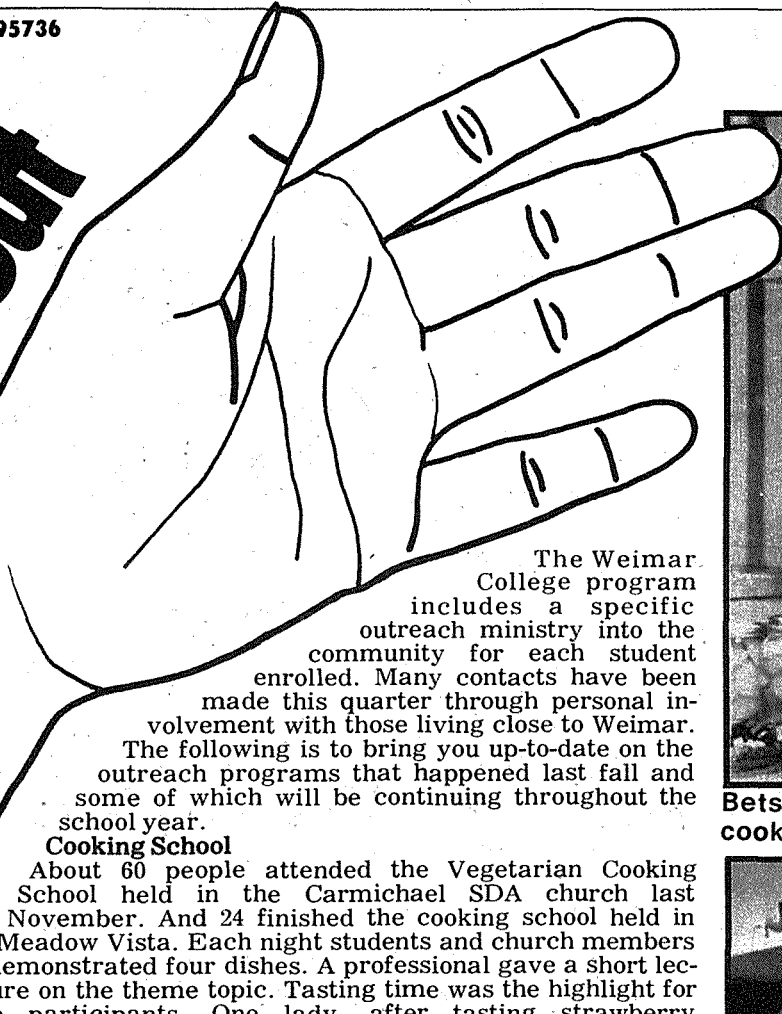 95736
The Weimar
College program
includes a specific
outreach ministry into the
community for each student
enrolled. Many contacts have been
made this quarter through personal in-
volvement with those living close to Weimar.
The following is to bring you up-to-date on the
outreach programs that happened last fall and
some of which will be continuing throughout the
school year.
Cooking School
About 60 people attended the Vegetarian Cooking
School held in the Carmichael SDA church last
November. And 24 finished the cooking school held in
Meadow Vista. Each night students and church members
demonstrated four dishes. A professional gave a short lec-
ure on the theme topic. Tasting time was the highlight for
participants. One lady, after tasting strawberry
Bets
cook